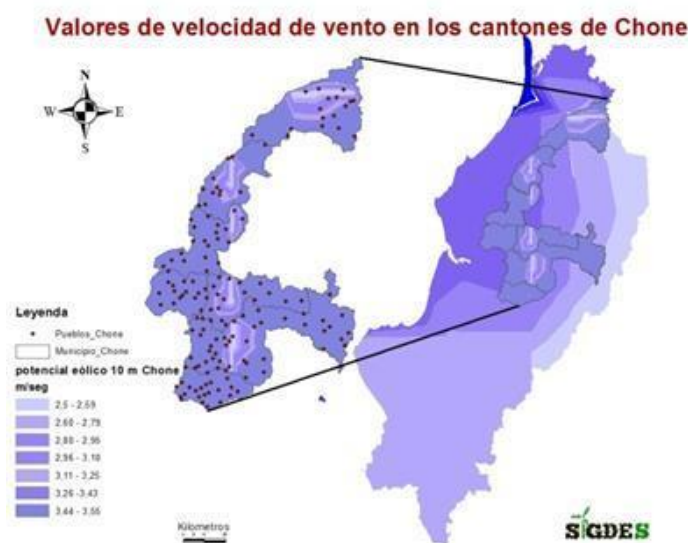 Valores de velocidad de vento en los cantones de Chone
N
W
E
S
Leyenda
Pueblos_Chone
Municipio_Chone
potencial eólico 10 m Chone
m/seg
2,5 - 2,59
2,60 - 2,79
2,80 - 2,95
2,96 - 3,10
3,11 - 3,25
3,26 - 3,43
3,44 - 3,55
Kilometros
SIGDES